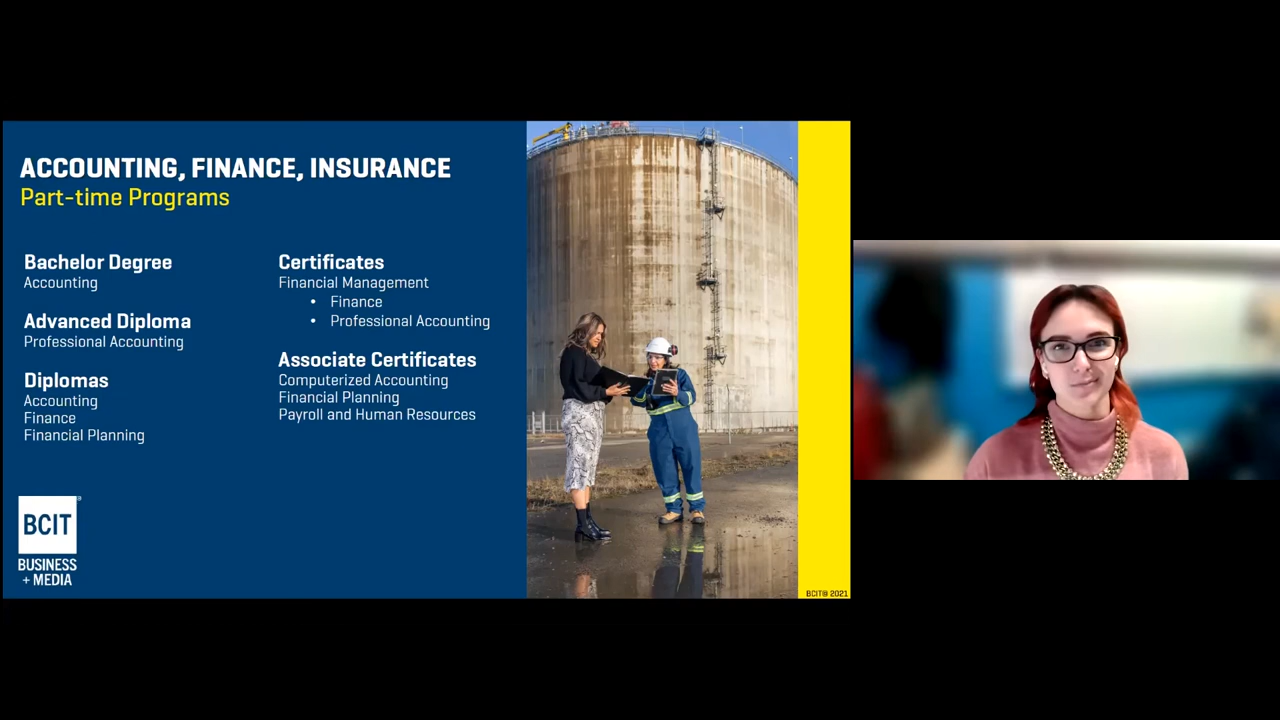 ACCOUNTING, FINANCE, INSURANCE
Part-time Programs
Bachelor Degree
Accounting
Advanced Diploma
Professional Accounting
Diplomas
Accounting
Finance
Financial Planning
Certificates
Financial Management
• Finance
• Professional Accounting
Associate Certificates
Computerized Accounting
Financial Planning
Payroll and Human Resources
BCIT®
BUSINESS
+ MEDIA
BCIT© 2021